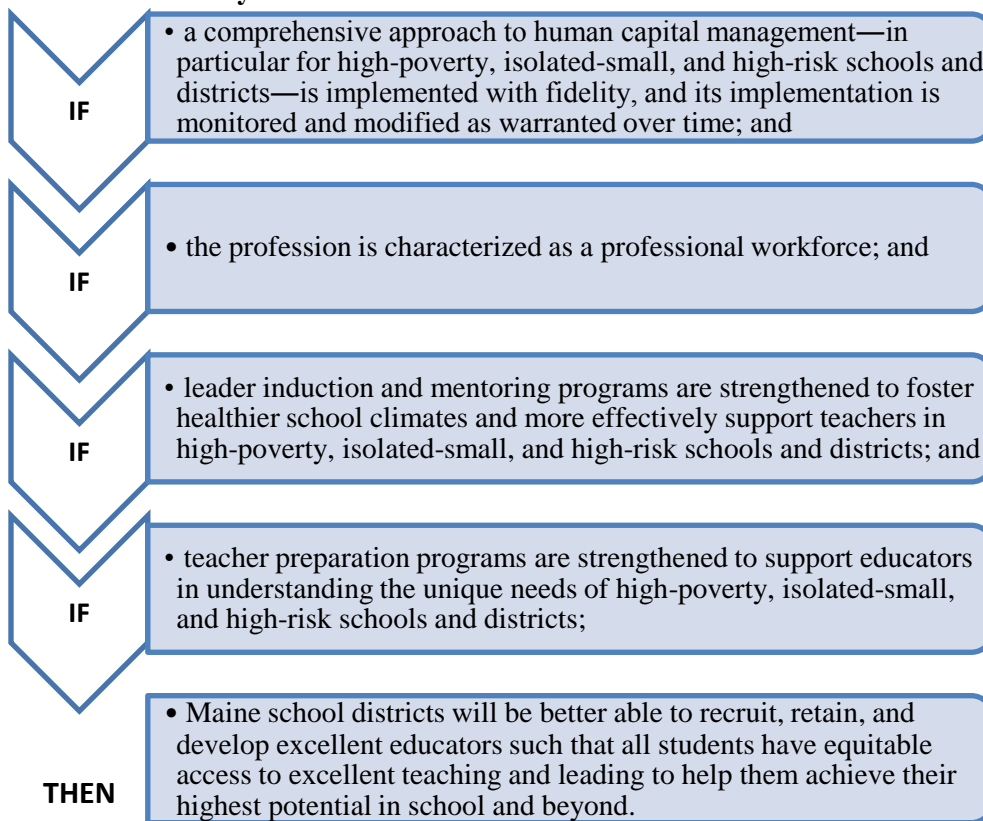 • a comprehensive approach to human capital management—in
particular for high-poverty, isolated-small, and high-risk schools and
districts—is implemented with fidelity, and its implementation is
monitored and modified as warranted over time; and
IF
• the profession is characterized as a professional workforce; and
IF
• leader induction and mentoring programs are strengthened to foster
healthier school climates and more effectively support teachers in
high-poverty, isolated-small, and high-risk schools and districts; and
IF
• teacher preparation programs are strengthened to support educators
in understanding the unique needs of high-poverty, isolated-small,
and high-risk schools and districts;
IF
• Maine school districts will be better able to recruit, retain, and
develop excellent educators such that all students have equitable
access to excellent teaching and leading to help them achieve their
highest potential in school and beyond.
THEN